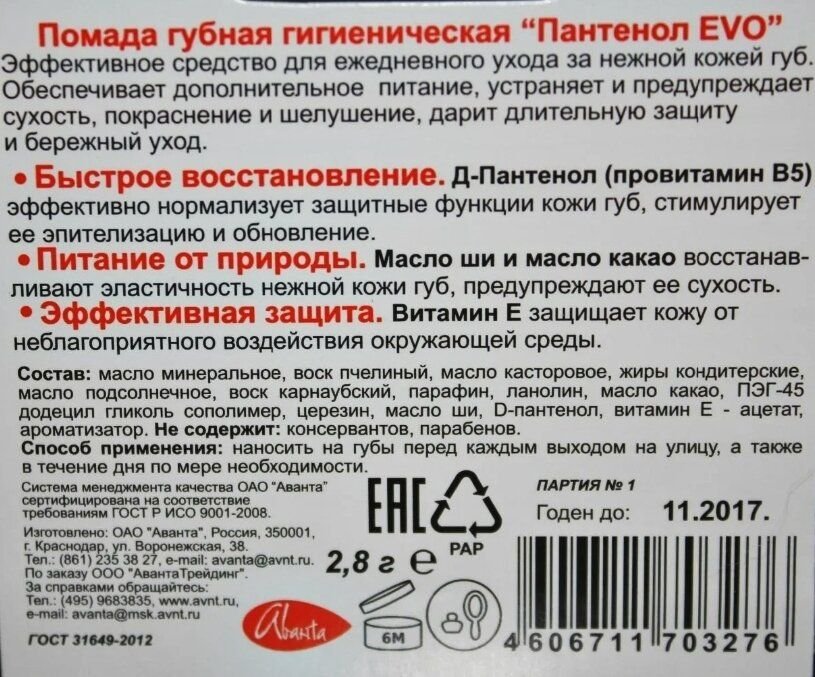 Помада губная гигиеническая “Пантенол EVO”
Эффективное средство для ежедневного ухода за нежной кожей губ.
Обеспечивает дополнительное питание, устраняет и предупреждает
сухость, покраснение и шелушение, дарит длительную защиту
и бережный уход.
• Быстрое восстановление. Д-Пантенол (провитамин В5)
эффективно нормализует защитные функции кожи губ, стимулирует
ее эпителизацию и обновление.
• Питание от природы. Масло ши и масло какао восстанав-
ливают эластичность нежной кожи губ, предупреждают ее сухость.
• Эффективная защита. Витамин Е защищает кожу от
неблагоприятного воздействия окружающей среды.
Состав: масло минеральное, воск пчелиный, масло касторовое, жиры кондитерские,
масло подсолнечное, воск карнаубский, парафин, ланолин, масло какао, ПЭГ-45
додецил гликоль сополимер, церезин, масло ши, D-пантенол, витамин Е - ацетат,
ароматизатор. Не содержит: консервантов, парабенов.
Способ применения: наносить на губы перед каждым выходом на улицу, а также
в течение дня по мере необходимости.
Система менеджмента качества ОАО "Аванта"
сертифицирована на соответствие
требованиям ГОСТ Р ИСО 9001-2008.
Изготовлено: ОАО "Аванта", Россия, 350001,
г. Краснодар, ул. Воронежская, 38.
Тел.: (861) 235 38 27, e-mail: avanta@avnt.ru.
По заказу ООО "АвантаТрейдинг".
За справками обращайтесь:
Тел.: (495) 9683835, www.avnt.ru,
e-mail: avanta@msk.avnt.ru
ГОСТ 31649-2012
Avanta
EAC
PAP
2,8 г e
6М
ПАРТИЯ № 1
Годен до: 11.2017.
4 606711 703276